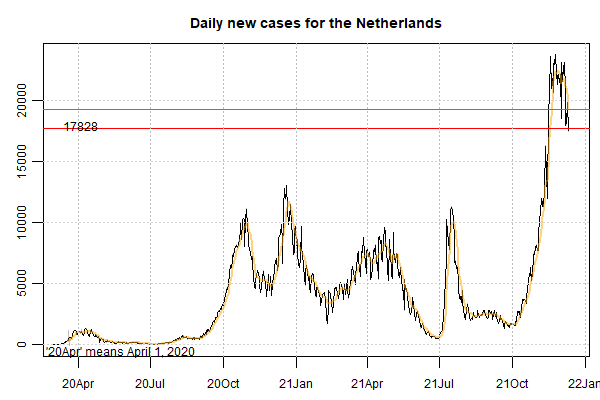 Daily new cases for the Netherlands
20000
15000
10000
5000
0
17828
'20Apr' means April 1, 2020
20Apr 20Jul 20Oct 21Jan 21Apr 21Jul 21Oct 22Jan